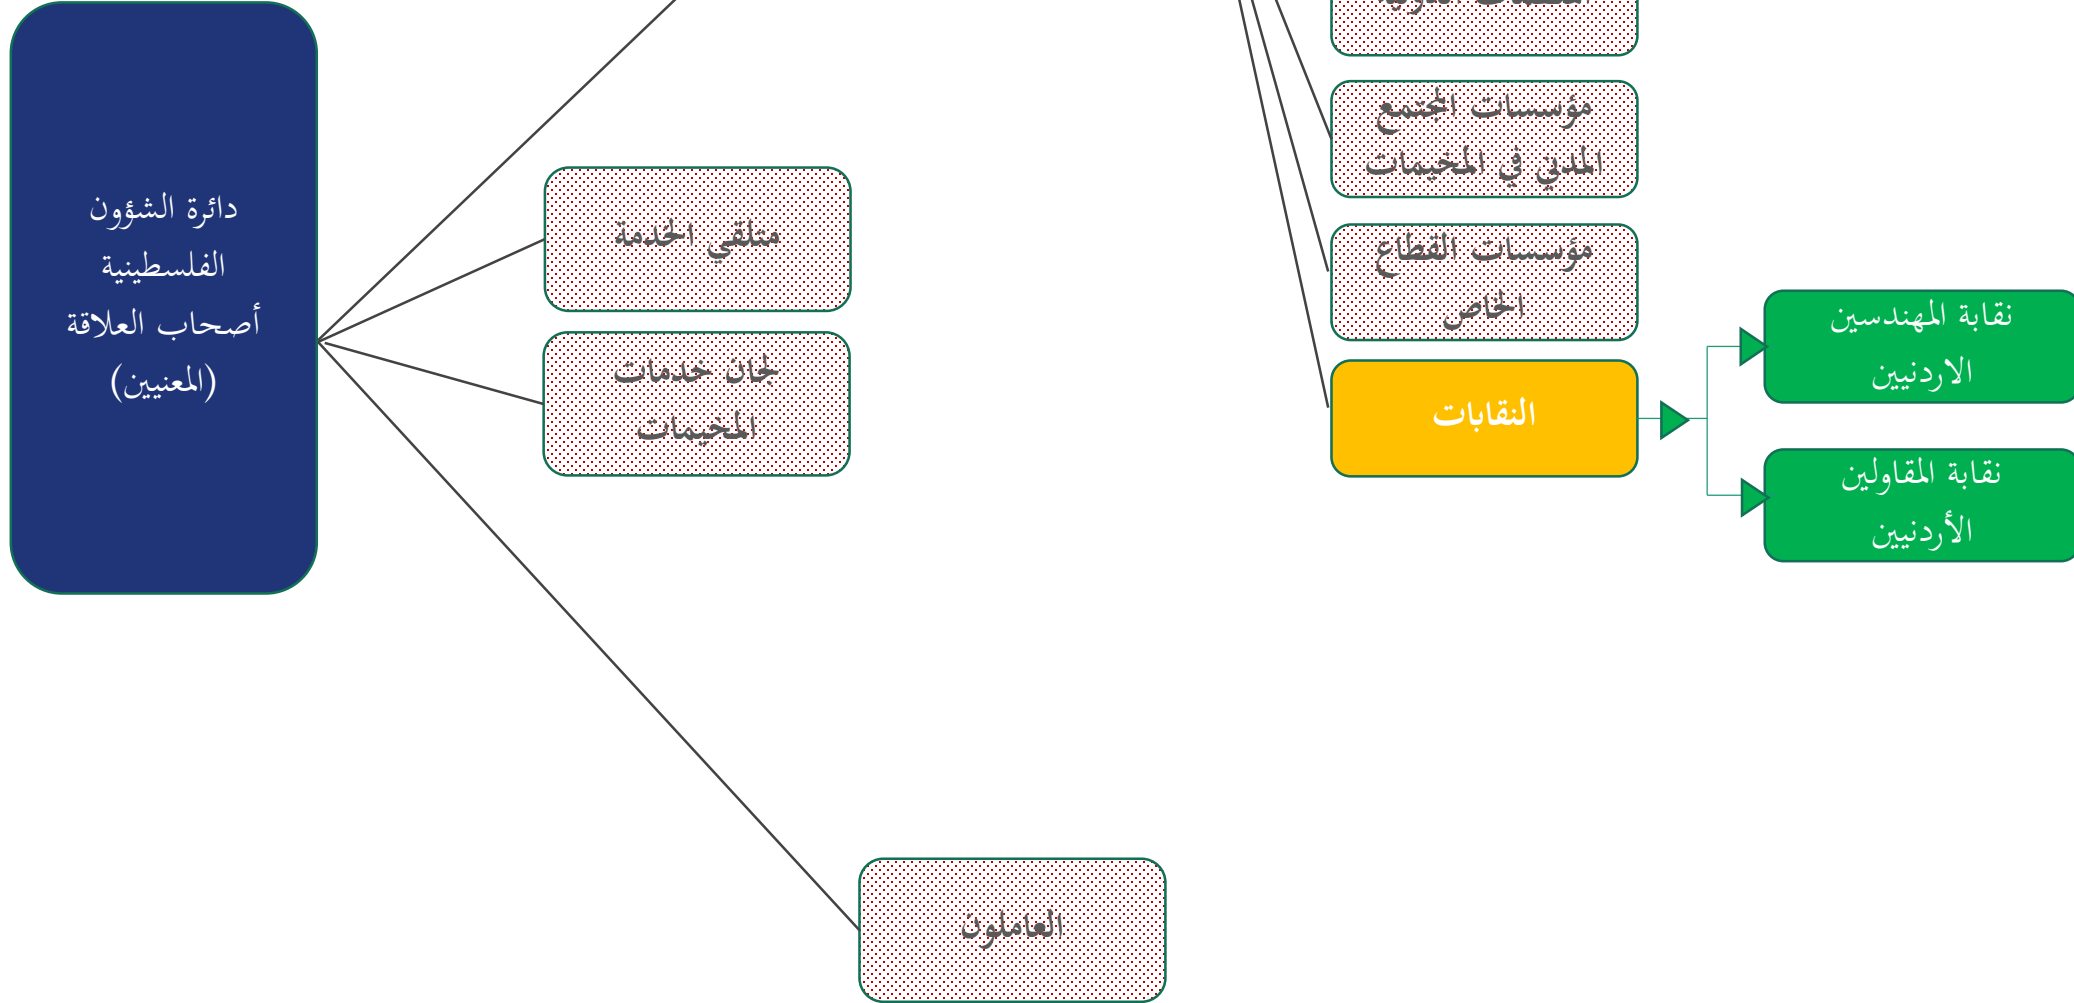 دائرة الشؤون
الفلسطينية
أصحاب العلاقة
(المعنيين)
متلقي الخدمة
لجان خدمات
المخيمات
العاملون
مؤسسات المجتمع
المدني في المخيمات
مؤسسات القطاع
الخاص
النقابات
نقابة المهندسين
الاردنيين
نقابة المقاولين
الأردنيين